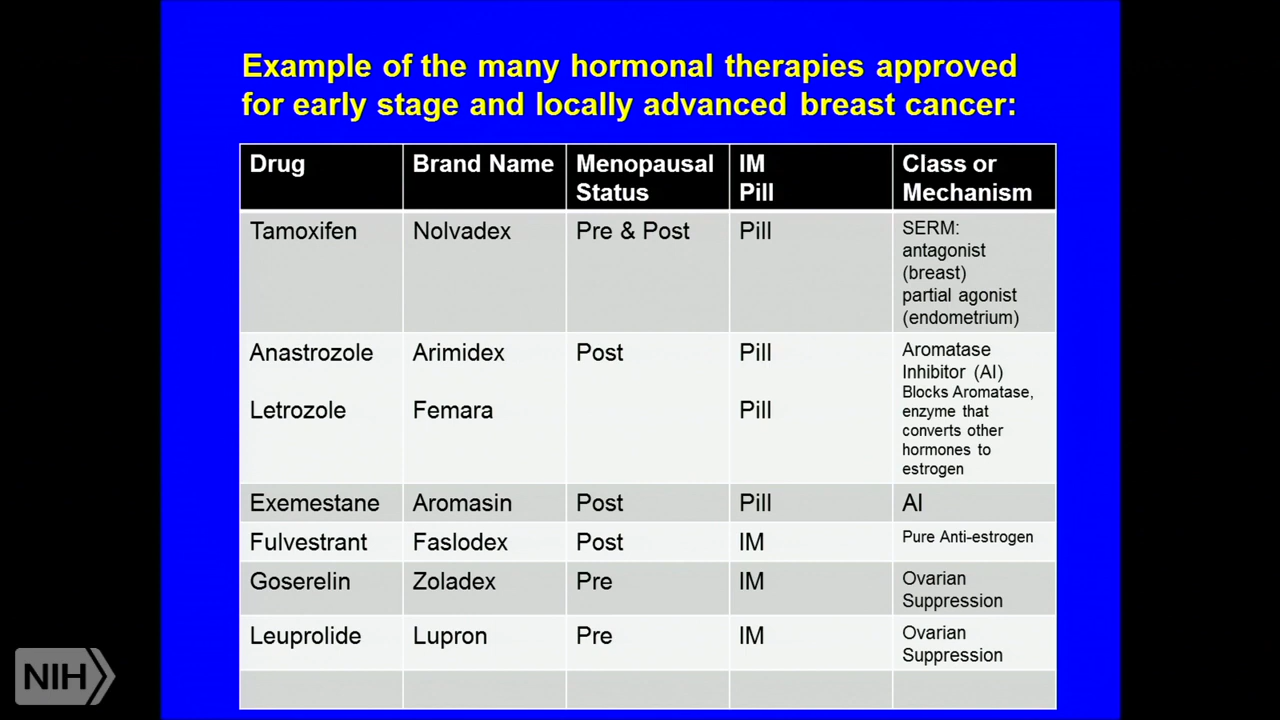 Example of the many hormonal therapies approved
for early stage and locally advanced breast cancer:
Drug
Brand Name
Menopausal
Status
IM
Pill
Class or
Mechanism
Tamoxifen
Nolvadex
Pre & Post
Pill
SERM:
antagonist
(breast)
partial agonist
(endometrium)
Anastrozole
Arimidex
Post
Pill
Aromatase
Inhibitor (AI)
Letrozole
Femara
Pill
Blocks Aromatase,
enzyme that
converts other
hormones to
estrogen
Exemestane
Aromasin
Post
Pill
AI
Fulvestrant
Faslodex
Post
IM
Pure Anti-estrogen
Goserelin
Zoladex
Pre
IM
Ovarian
Suppression
Leuprolide
Lupron
Pre
IM
Ovarian
Suppression
NIH